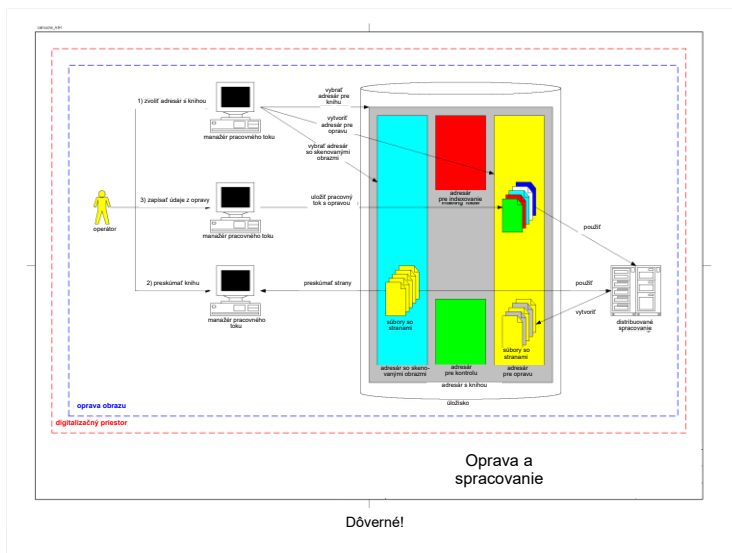 1) zvoliť adresár s knihou
manažér pracovného toku
vybrať
adresár pre
knihu
vytvoriť
adresár pre
opravu
vybrať adresár
so skenovanými
obrazmi
adresár
pre indexovanie
3) zapísať údaje z opravy
operátor
manažér pracovného toku
uložiť pracovný
tok s opravou
použiť
2) preskúmať knihu
manažér pracovného
toku
preskúmať strany
súbory so
stranami
použiť
vytvoriť
distribuované
spracovanie
súbory so
stranami
adresár so skeno-
vanými obrazmi
adresár
pre kontrolu
adresár
pre opravu
adresár s knihou
úložisko
oprava obrazu
digitalizačný priestor
Oprava a
spracovanie
Dôverné!